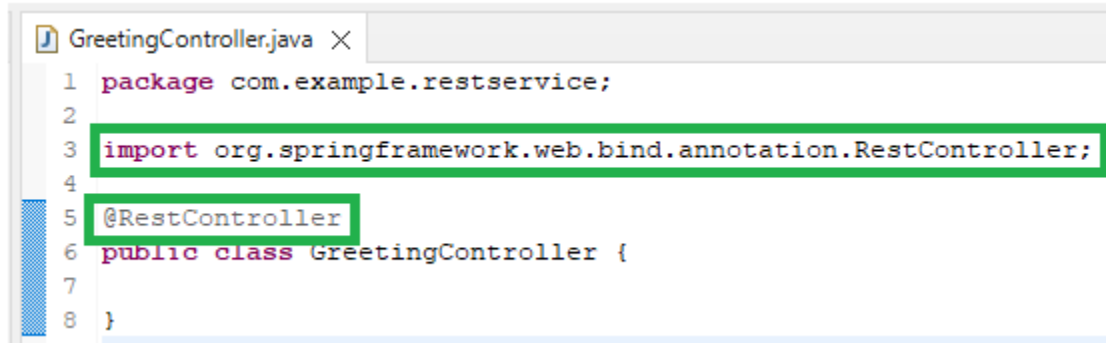 GreetingController.java
1 package com.example.restservice;
2
3 import org.springframework.web.bind.annotation.RestController;
4
5 @RestController
6 public class GreetingController {
7
8 }